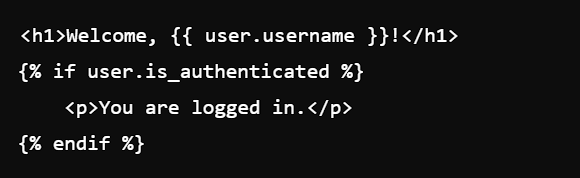 <h1>Welcome, {{ user.username }}!</h1>
{% if user.is_authenticated %}
    <p>You are logged in.</p>
{% endif %}